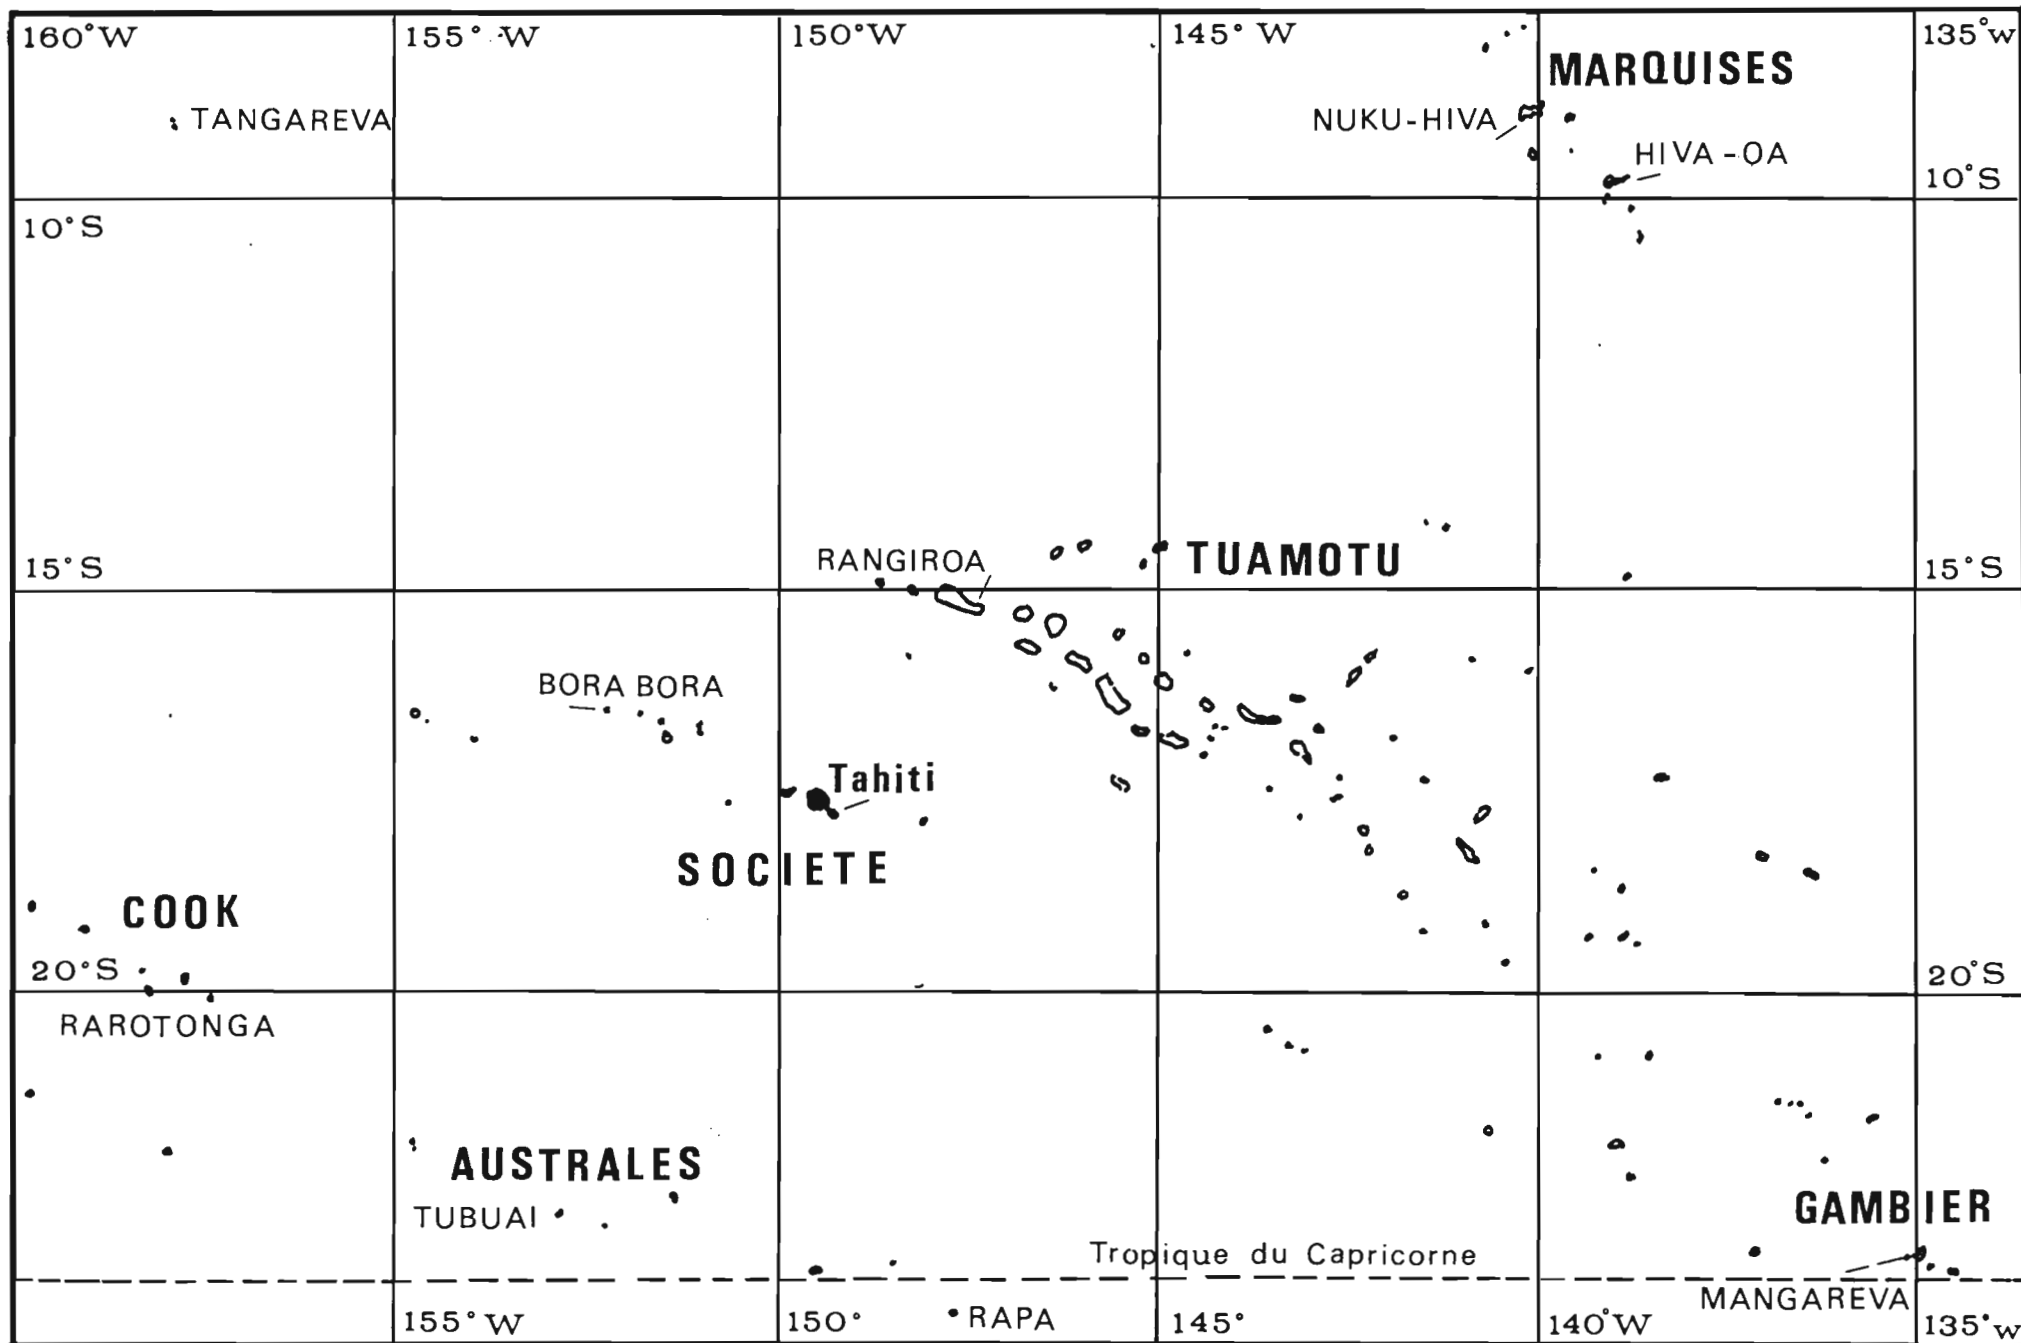 160°W
155°W
150°W
145°W
135°w
MARQUISES
TANGAREVA
NUKU-HIVA
HIVA-OA
10°S
10°S
RANGIROA
TUAMOTU
15°S
15°S
BORA BORA
Tahiti
SOCIETE
COOK
20°S
20°S
RAROTONGA
AUSTRALES
TUBUAI
GAMBIER
Tropique du Capricorne
MANGAREVA
155°W
150°
RAPA
145°
140°W
135°w